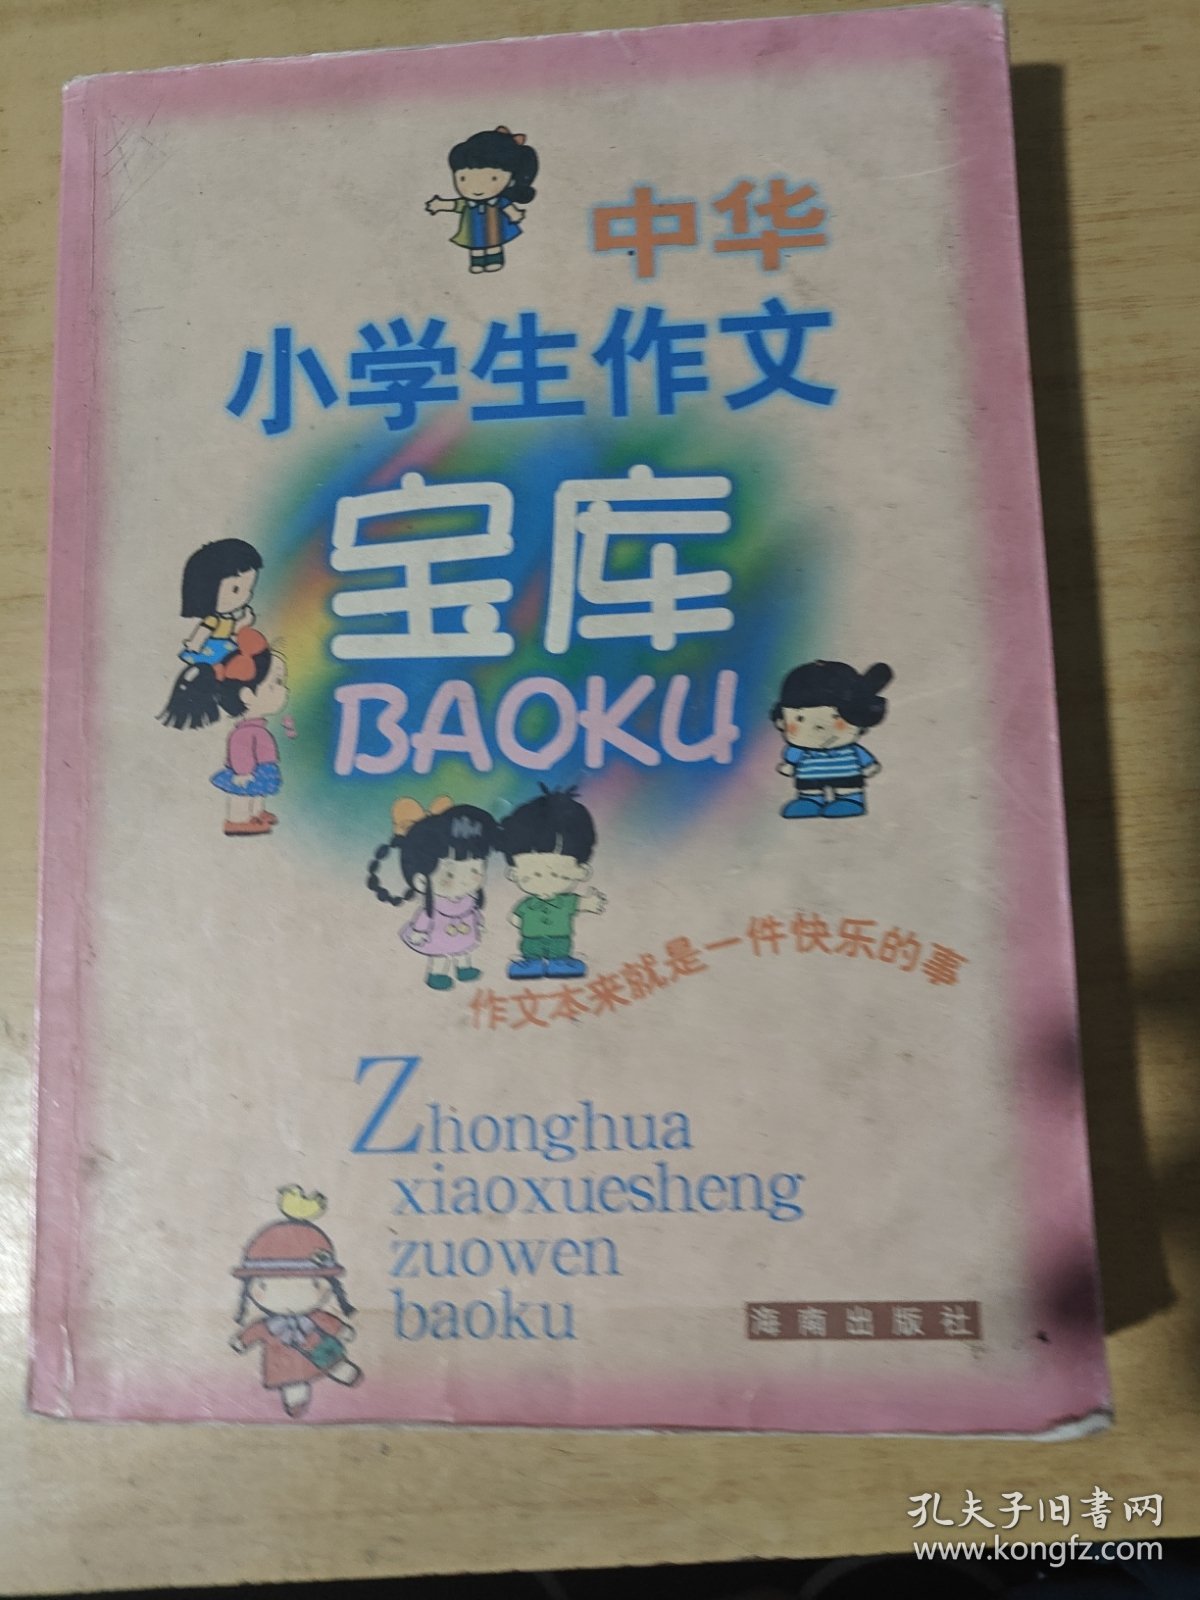 中华
小学生作文
宝库
BAOKU
作文本来就是一件快乐的事
Zhonghua
xiaoxuesheng
zuowen
baoku
海南出版社
孔夫子旧书网
www.kongfz.com